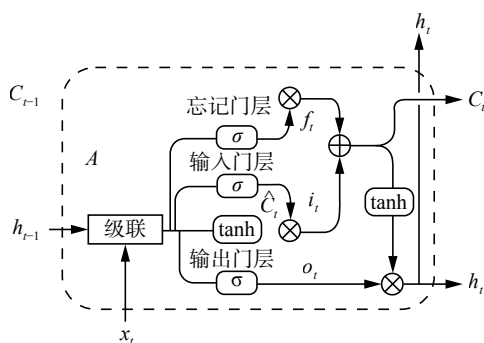 h_t
忘记门层
C_{t-1}
f_t
C_t
σ
A
输入门层
σ
Ĉ_t
i_t
tanh
h_{t-1}
级联
tanh
输出门层
σ
o_t
h_t
x_t